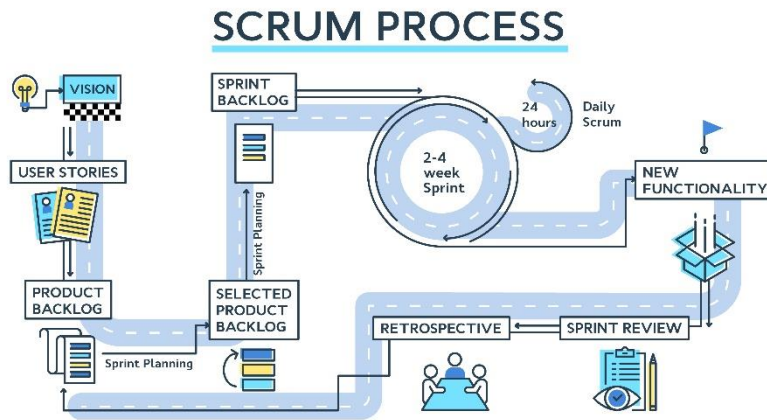 SCRUM PROCESS
VISION
USER STORIES
PRODUCT
BACKLOG
Sprint Planning
SELECTED
PRODUCT
BACKLOG
Sprint Planning
SPRINT
BACKLOG
2-4
week
Sprint
24
hours
Daily
Scrum
NEW
FUNCTIONALITY
SPRINT REVIEW
RETROSPECTIVE